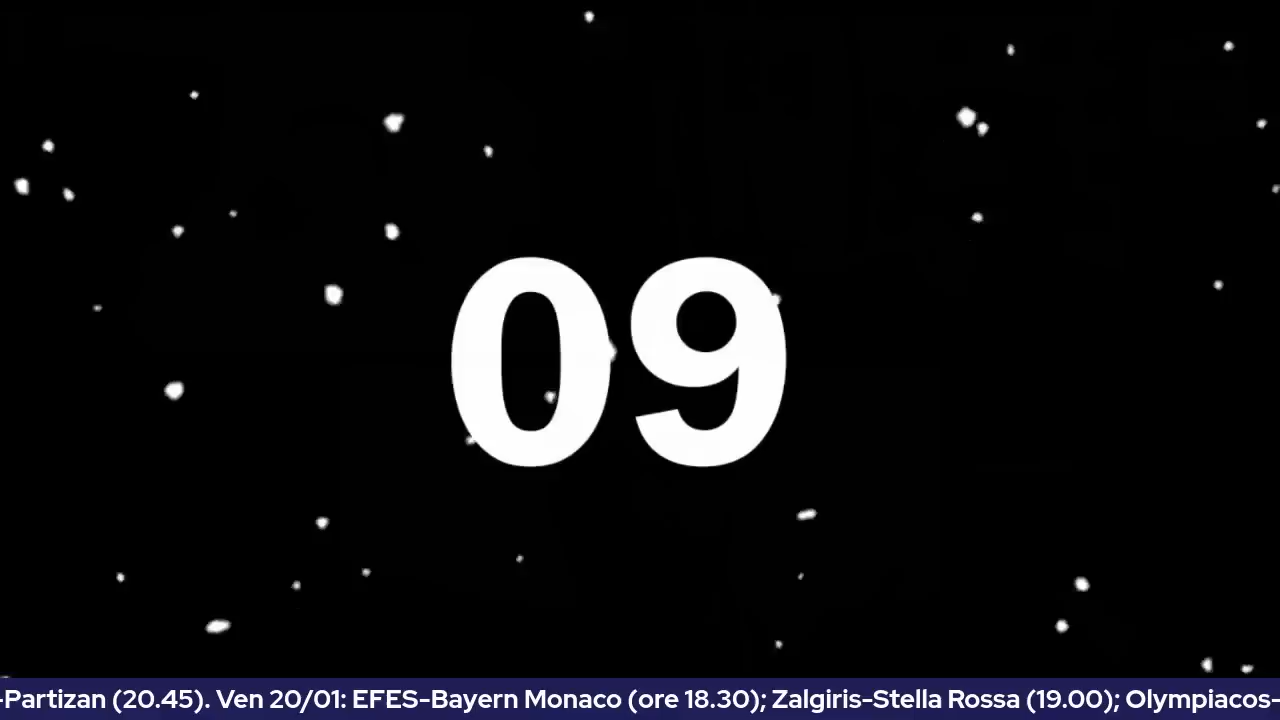 09
-Partizan (20.45). Ven 20/01: EFES-Bayern Monaco (ore 18.30); Zalgiris-Stella Rossa (19.00); Olympiacos-